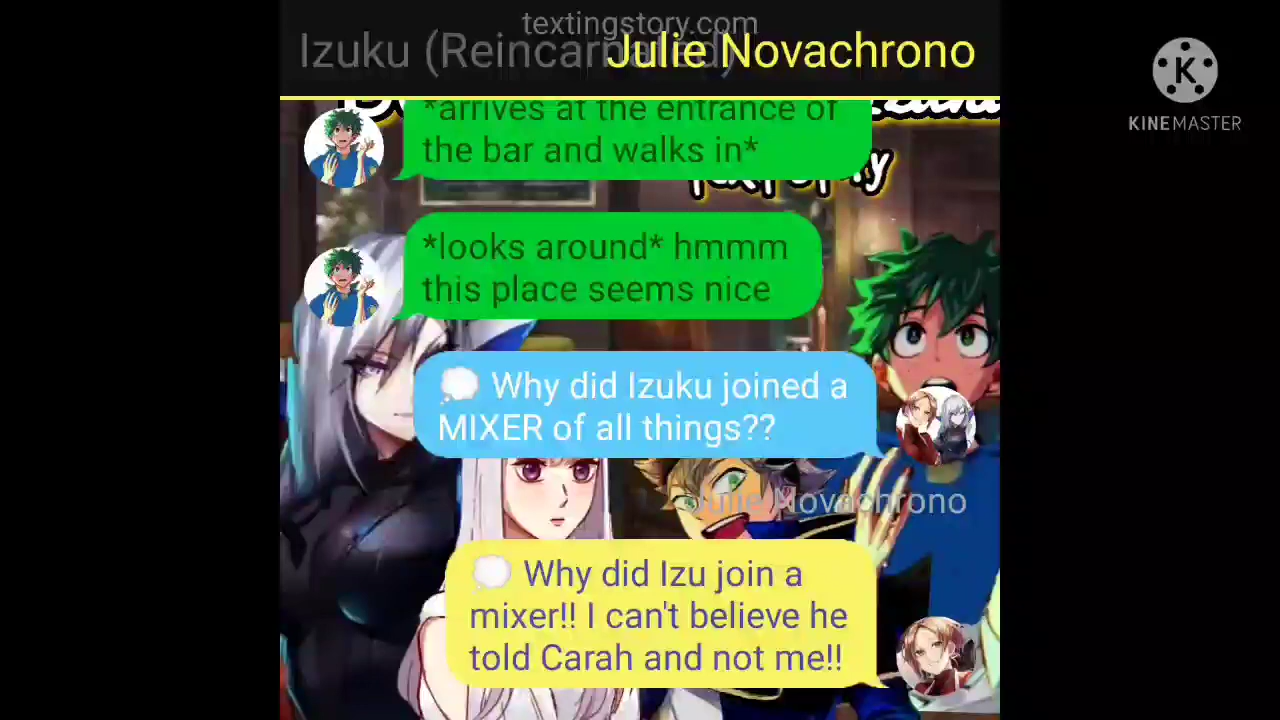 textingstory.com
Izuku (Reincarnated)
Julie Novachrono
KINEMASTER
*arrives at the entrance of
the bar and walks in*
*looks around* hmmm
this place seems nice
💭 Why did Izuku joined a
MIXER of all things??
Julie Novachrono
💭 Why did Izu join a
mixer!! I can't believe he
told Carah and not me!!